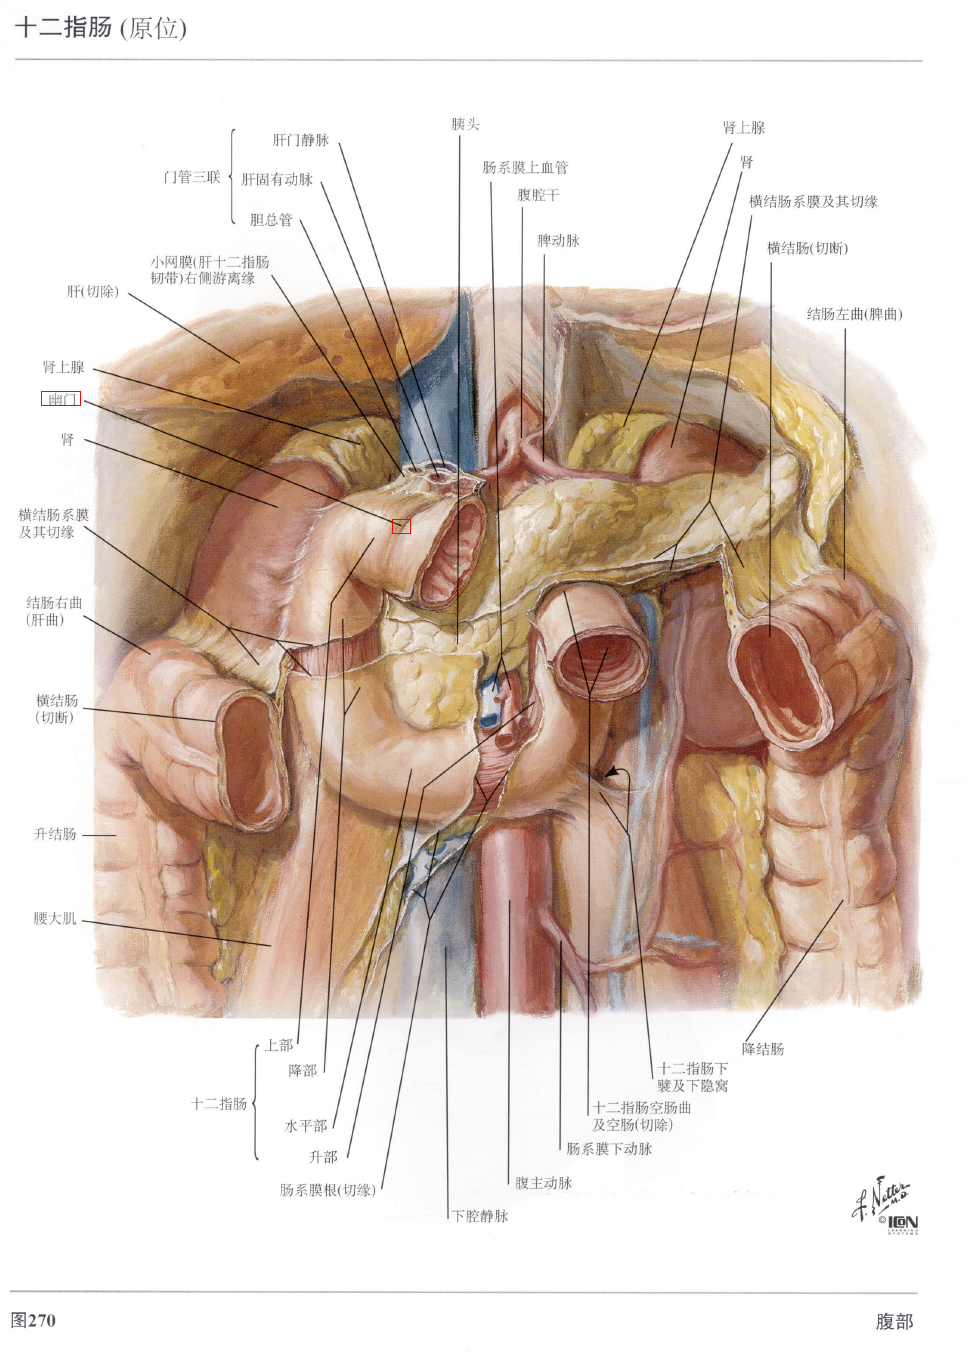 十二指肠 (原位)
胰头
肾上腺
肝门静脉
肾
肠系膜上血管
门管三联
肝固有动脉
腹腔干
横结肠系膜及其切缘
胆总管
脾动脉
横结肠(切断)
小网膜(肝十二指肠
韧带)右侧游离缘
肝(切除)
结肠左曲(脾曲)
肾上腺
幽门
肾
横结肠系膜
及其切缘
结肠右曲
(肝曲)
横结肠
(切断)
升结肠
腰大肌
上部
降部
十二指肠
水平部
升部
肠系膜根(切缘)
下腔静脉
腹主动脉
肠系膜下动脉
十二指肠空肠曲
及空肠(切除)
十二指肠下
襞及下隐窝
降结肠
F. Netter
M.D.
© ICON
LEARNING
SYSTEMS
图270
腹部